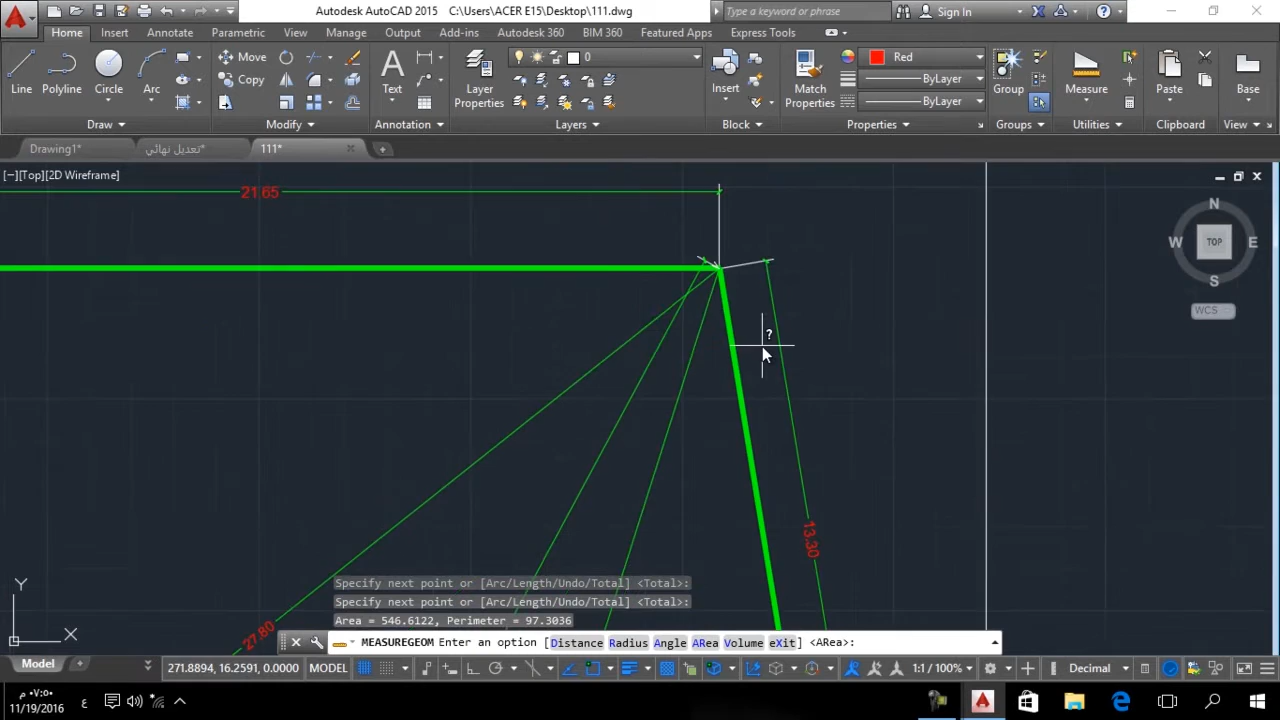 Autodesk AutoCAD 2015 C:\Users\ACER E15\Desktop\111.dwg
Type a keyword or phrase
Sign In
Home Insert Annotate Parametric View Manage Output Add-ins Autodesk 360 BIM 360 Featured Apps Express Tools
Move
Copy
Line Polyline Circle Arc
Text
Layer Properties
0
Insert
Match Properties
Red
ByLayer
ByLayer
Group
Measure
Paste
Base
Draw Modify Annotation Layers Block Properties Groups Utilities Clipboard View
Drawing1* تعديل نهائي* 111*
[−][Top][2D Wireframe]
21.65
N
W TOP E
S
WCS
?
13.30
27.80
Y
X
Specify next point or [Arc/Length/Undo/Total] <Total>:
Specify next point or [Arc/Length/Undo/Total] <Total>:
Area = 546.6122, Perimeter = 97.3036
MEASUREGEOM Enter an option [Distance Radius Angle ARea Volume eXit] <ARea>:
Model
271.8894, 16.2591, 0.0000 MODEL
1:1 / 100%
Decimal
م ٠٧:٥٠
11/19/2016
ع